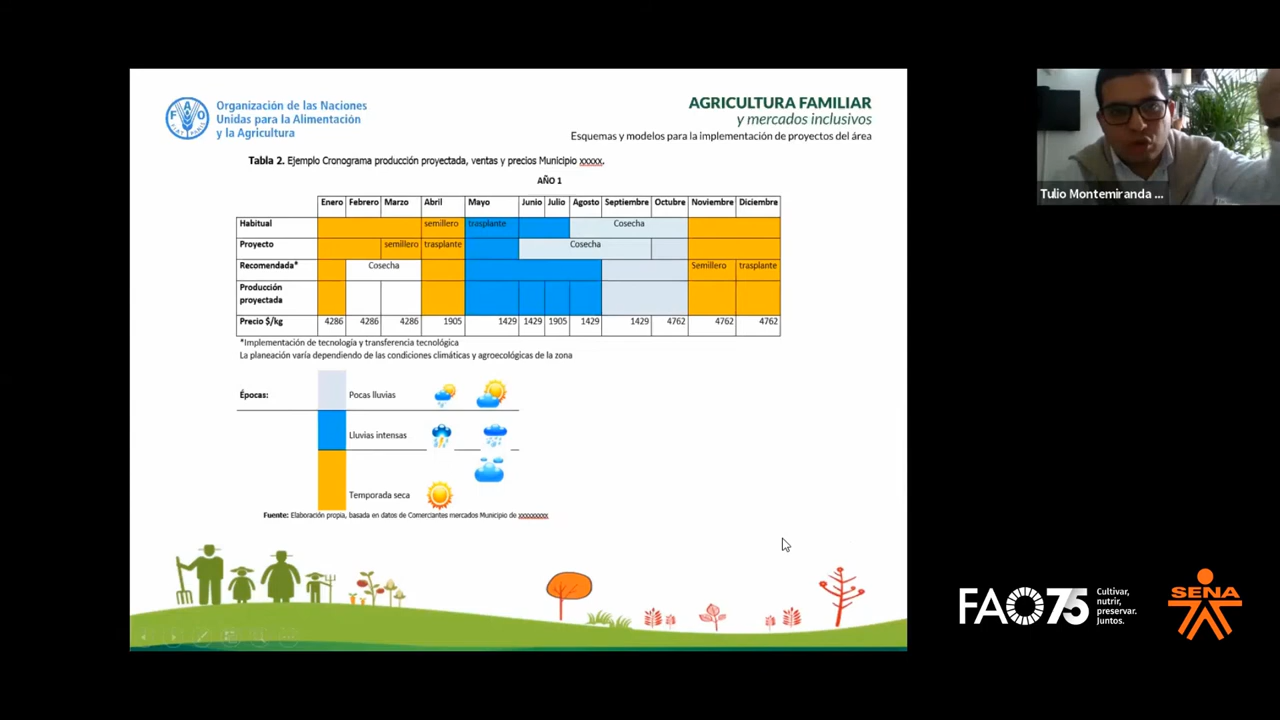 Organización de las Naciones
Unidas para la Alimentación
y la Agricultura
AGRICULTURA FAMILIAR
y mercados inclusivos
Esquemas y modelos para la implementación de proyectos del área
Tabla 2. Ejemplo Cronograma producción proyectada, ventas y precios Municipio xxxxx.
AÑO 1
Enero Febrero Marzo Abril Mayo Junio Julio Agosto Septiembre Octubre Noviembre Diciembre
Habitual semillero trasplante Cosecha
Proyecto semillero trasplante Cosecha
Recomendada* Cosecha Semillero trasplante
Producción
proyectada
Precio $/kg 4286 4286 4286 1905 1429 1429 1905 1429 1429 4762 4762 4762
*Implementación de tecnología y transferencia tecnológica
La planeación varía dependiendo de las condiciones climáticas y agroecológicas de la zona
Épocas: Pocas lluvias
Lluvias intensas
Temporada seca
Fuente: Elaboración propia, basada en datos de Comerciantes mercados Municipio de xxxxxxxxx
Tulio Montemiranda ...
FAO75 Cultivar,
nutrir,
preservar.
Juntos.
SENA